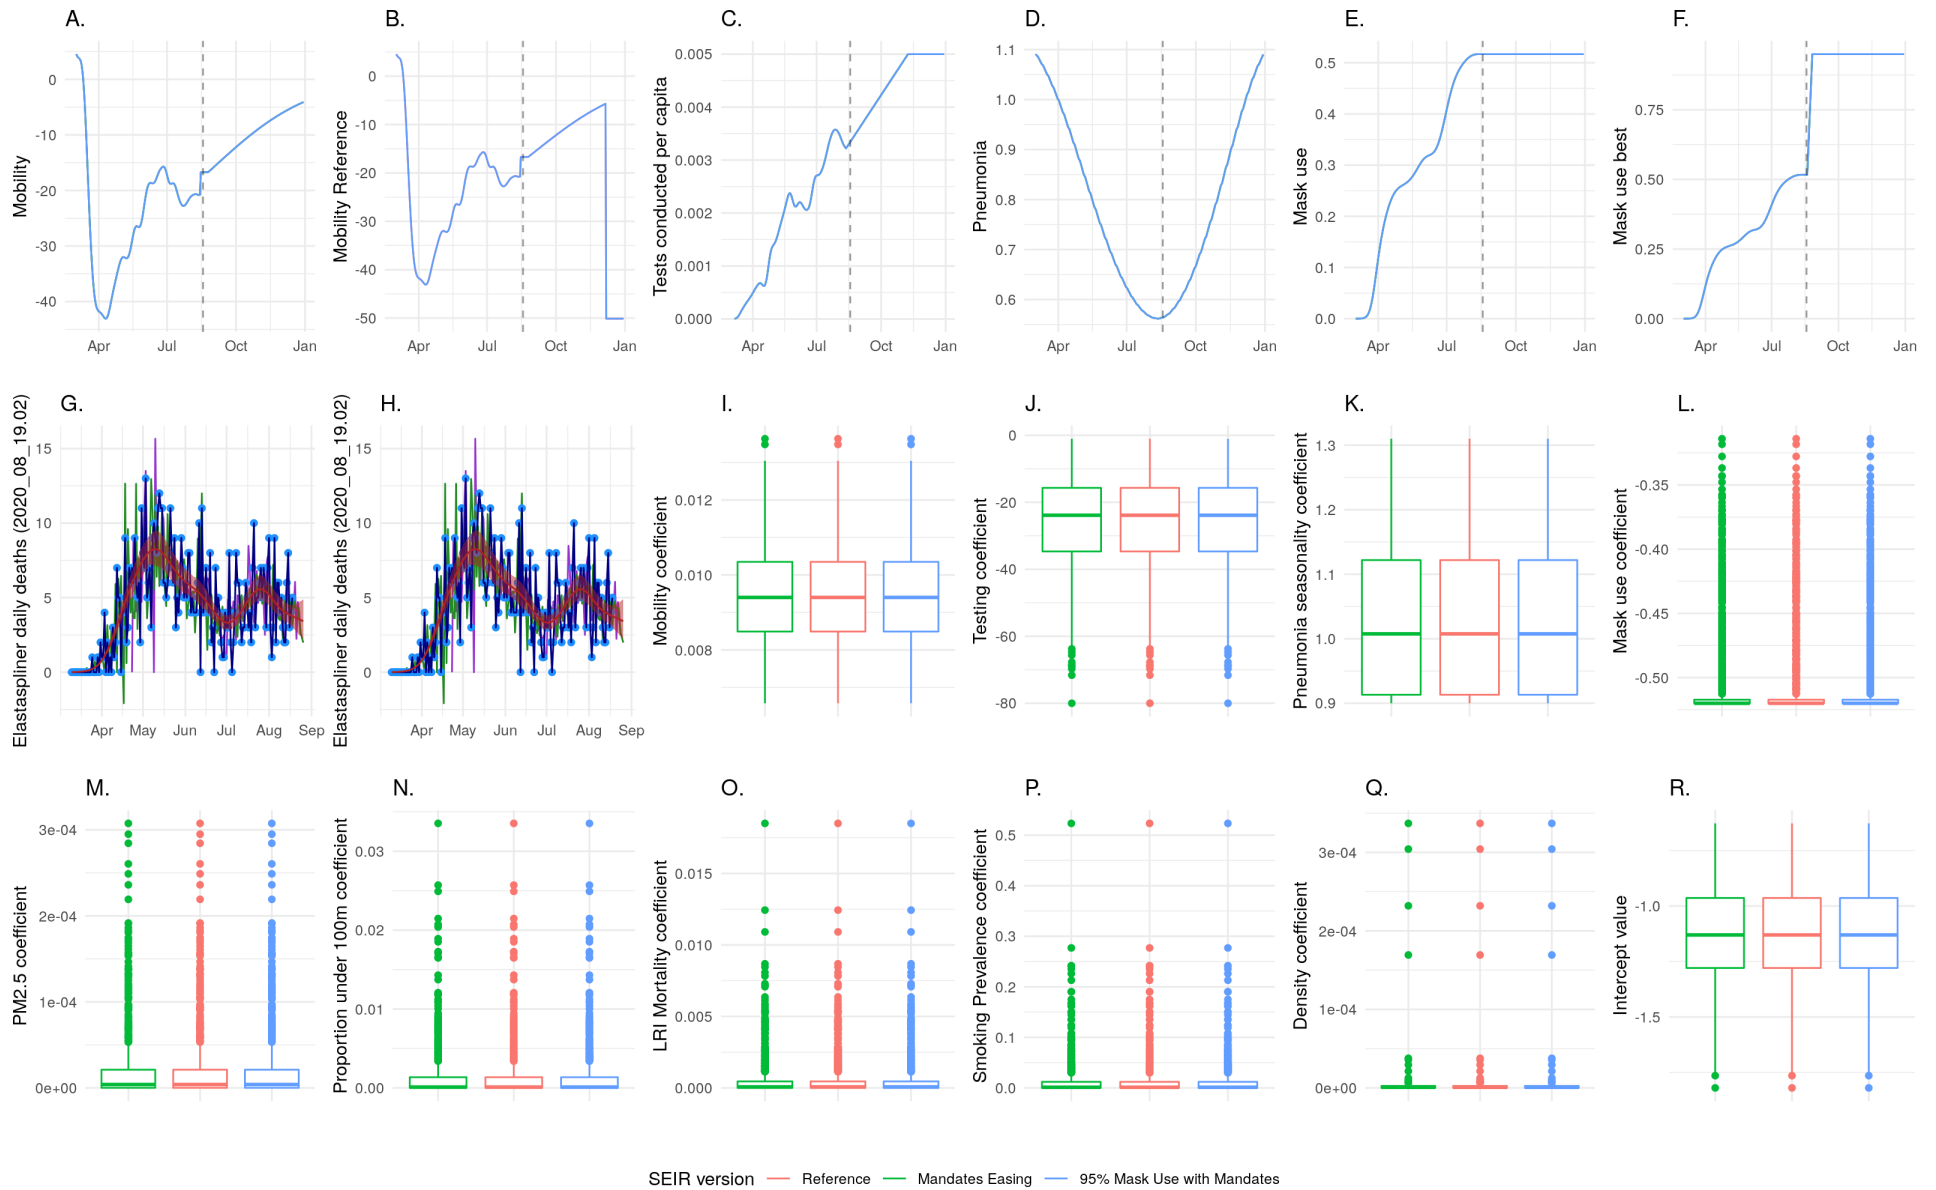 A. B. C. D. E. F.
Mobility
0
-10
-20
-30
-40
Apr Jul Oct Jan
Mobility Reference
0
-10
-20
-30
-40
-50
Apr Jul Oct Jan
Tests conducted per capita
0.005
0.004
0.003
0.002
0.001
0.000
Apr Jul Oct Jan
Pneumonia
1.1
1.0
0.9
0.8
0.7
0.6
Apr Jul Oct Jan
Mask use
0.5
0.4
0.3
0.2
0.1
0.0
Apr Jul Oct Jan
Mask use best
0.75
0.50
0.25
0.00
Apr Jul Oct Jan
G. H. I. J. K. L.
Elastaspliner daily deaths (2020_08_19.02)
15
10
5
0
Apr May Jun Jul Aug Sep
Elastaspliner daily deaths (2020_08_19.02)
15
10
5
0
Apr May Jun Jul Aug Sep
Mobility coefficient
0.012
0.010
0.008
Testing coefficient
0
-20
-40
-60
-80
Pneumonia seasonality coefficient
1.3
1.2
1.1
1.0
0.9
Mask use coefficient
-0.35
-0.40
-0.45
-0.50
M. N. O. P. Q. R.
PM2.5 coefficient
3e-04
2e-04
1e-04
0e+00
Proportion under 100m coefficient
0.03
0.02
0.01
0.00
LRI Mortality coefficient
0.015
0.010
0.005
0.000
Smoking Prevalence coefficient
0.5
0.4
0.3
0.2
0.1
0.0
Density coefficient
3e-04
2e-04
1e-04
0e+00
Intercept value
-1.0
-1.5
SEIR version Reference Mandates Easing 95% Mask Use with Mandates